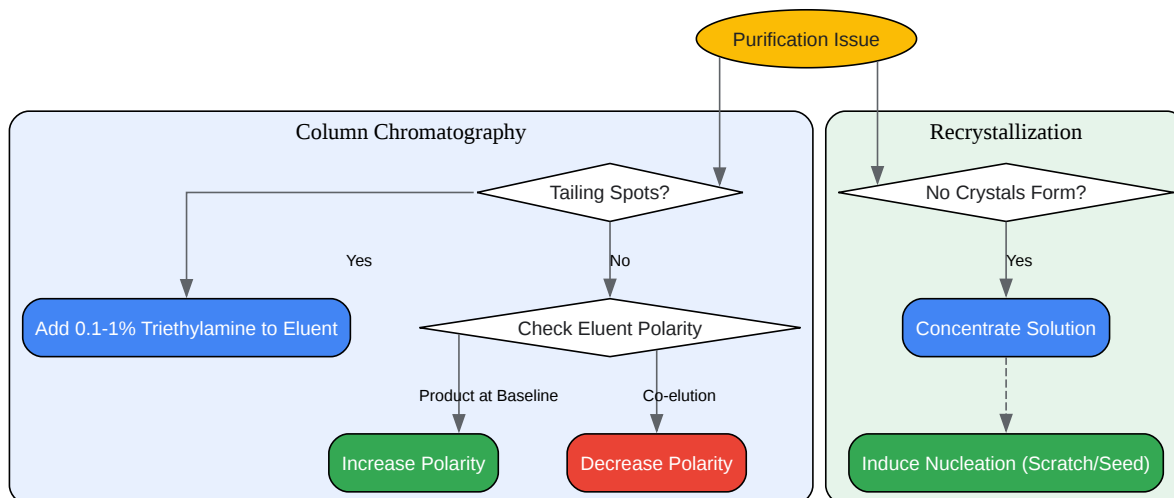 Purification Issue
Column Chromatography
Recrystallization
Tailing Spots?
No Crystals Form?
Yes
No
Yes
Add 0.1-1% Triethylamine to Eluent
Check Eluent Polarity
Concentrate Solution
Product at Baseline
Co-elution
Increase Polarity
Decrease Polarity
Induce Nucleation (Scratch/Seed)